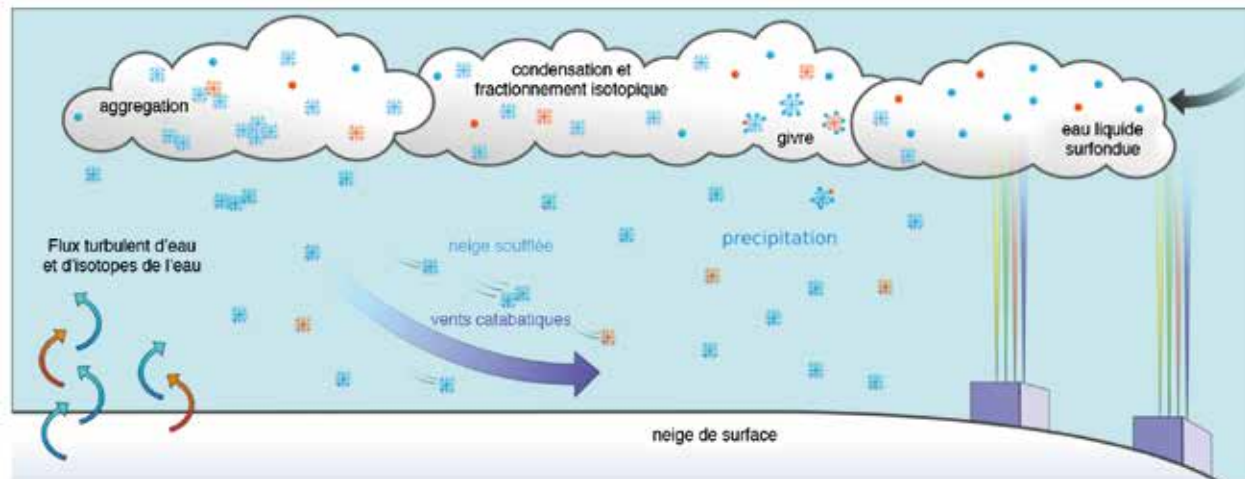 aggregation
condensation et
fractionnement isotopique
givre
eau liquide
surfondue
Flux turbulent d'eau
et d'isotopes de l'eau
neige soufflée
precipitation
vents catabatiques
neige de surface